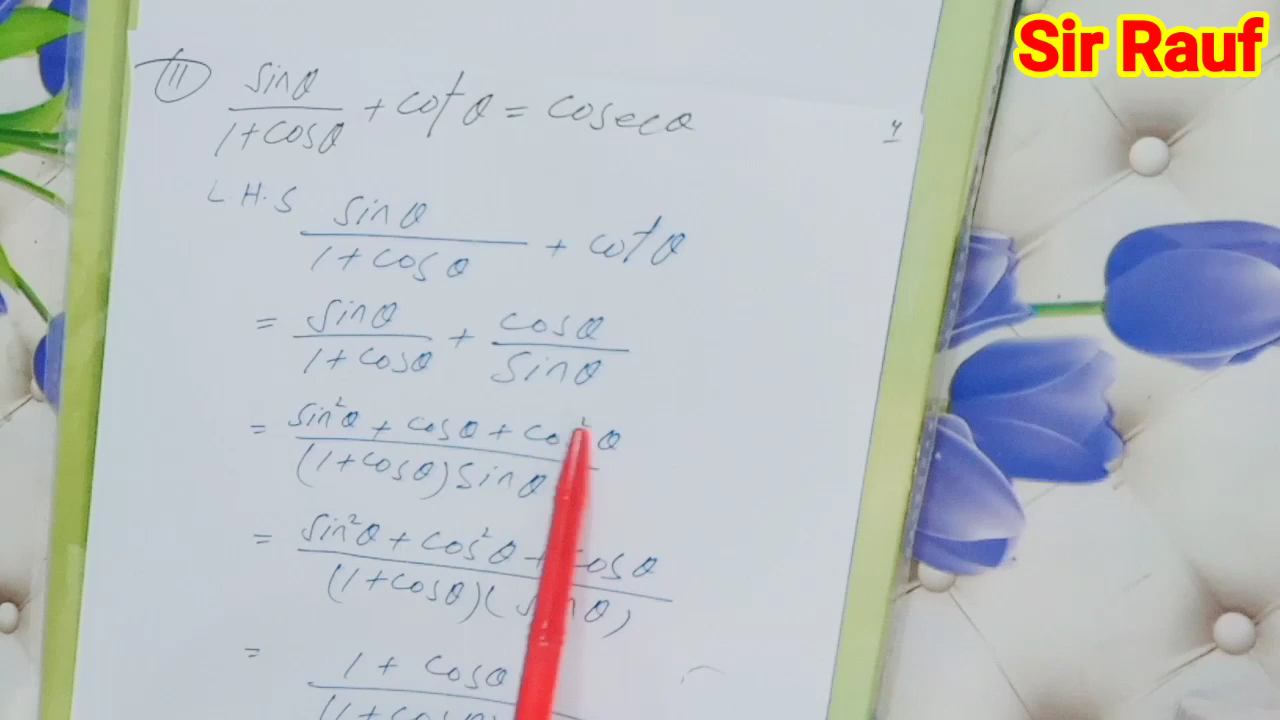 Sir Rauf
(11) sinθ/(1+cosθ) + cotθ = cosecθ
4
L.H.S sinθ/(1+cosθ) + cotθ
= sinθ/(1+cosθ) + cosθ/sinθ
= (sin²θ + cosθ + cos²θ)/((1+cosθ)sinθ)
= (sin²θ + cos²θ + cosθ)/((1+cosθ)(sinθ))
= 1 + cosθ